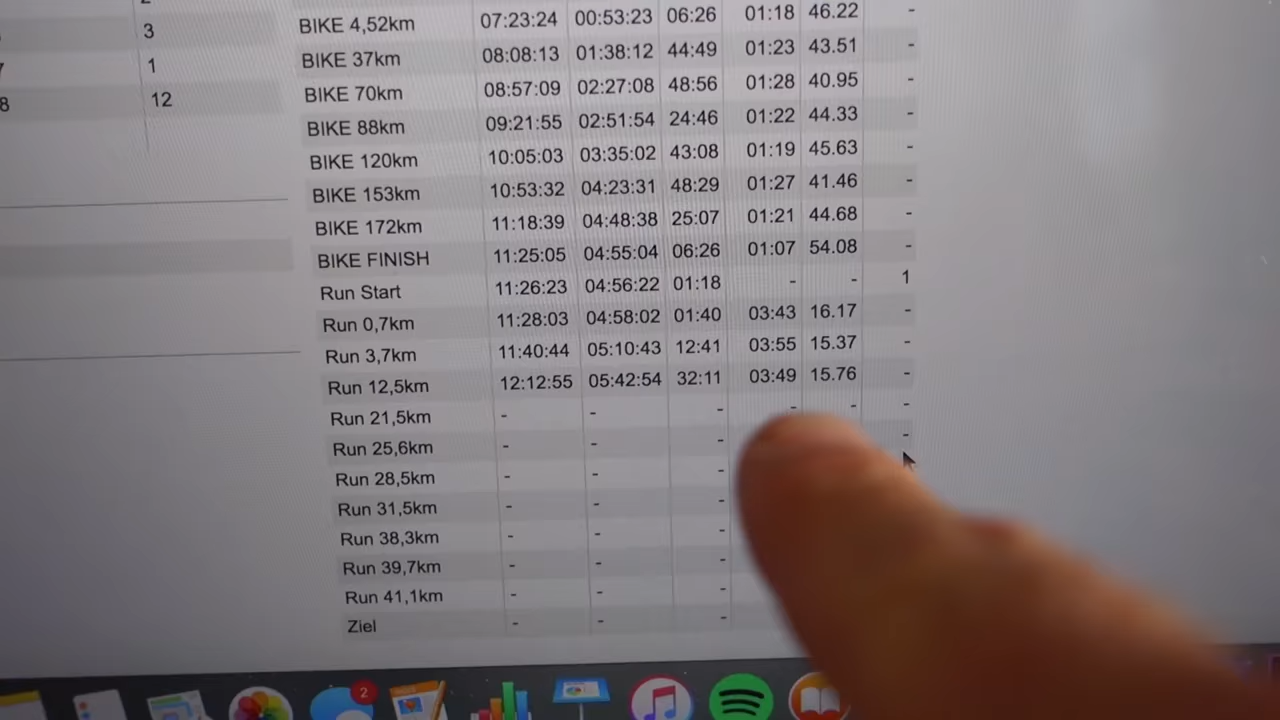 3
1
8
12
BIKE 4,52km 07:23:24 00:53:23 06:26 01:18 46.22 -
BIKE 37km 08:08:13 01:38:12 44:49 01:23 43.51 -
BIKE 70km 08:57:09 02:27:08 48:56 01:28 40.95 -
BIKE 88km 09:21:55 02:51:54 24:46 01:22 44.33 -
BIKE 120km 10:05:03 03:35:02 43:08 01:19 45.63 -
BIKE 153km 10:53:32 04:23:31 48:29 01:27 41.46 -
BIKE 172km 11:18:39 04:48:38 25:07 01:21 44.68 -
BIKE FINISH 11:25:05 04:55:04 06:26 01:07 54.08 -
Run Start 11:26:23 04:56:22 01:18 - - 1
Run 0,7km 11:28:03 04:58:02 01:40 03:43 16.17 -
Run 3,7km 11:40:44 05:10:43 12:41 03:55 15.37 -
Run 12,5km 12:12:55 05:42:54 32:11 03:49 15.76 -
Run 21,5km - - - - - -
Run 25,6km - - - -
Run 28,5km - - -
Run 31,5km - - -
Run 38,3km - - -
Run 39,7km - - -
Run 41,1km - - -
Ziel - - -
2